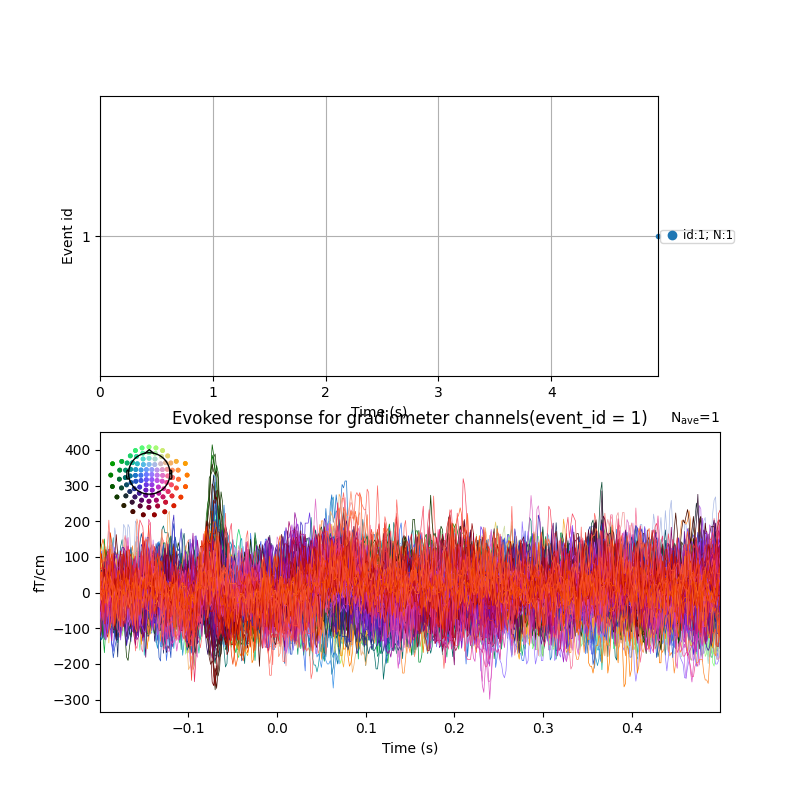 Event id
1
id:1; N:1
0 1 2 3 4
Time (s)
Evoked response for gradiometer channels(event_id = 1)
Nave=1
fT/cm
400
300
200
100
0
−100
−200
−300
−0.1 0.0 0.1 0.2 0.3 0.4
Time (s)